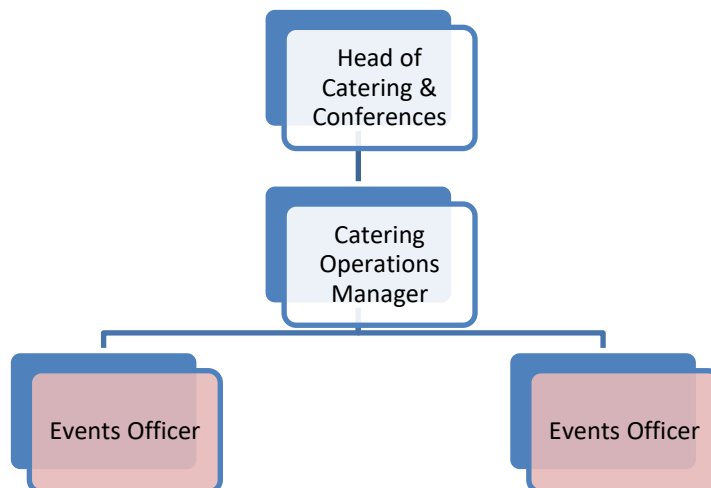 Head of
Catering &
Conferences
Catering
Operations
Manager
Events Officer
Events Officer